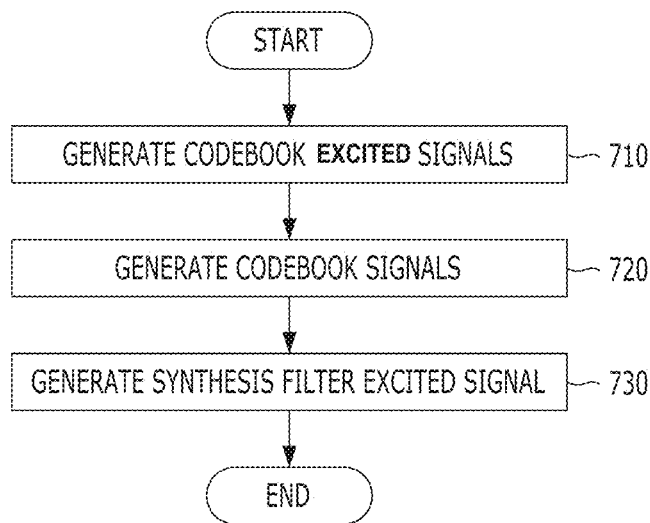 START
GENERATE CODEBOOK EXCITED SIGNALS 710
GENERATE CODEBOOK SIGNALS 720
GENERATE SYNTHESIS FILTER EXCITED SIGNAL 730
END